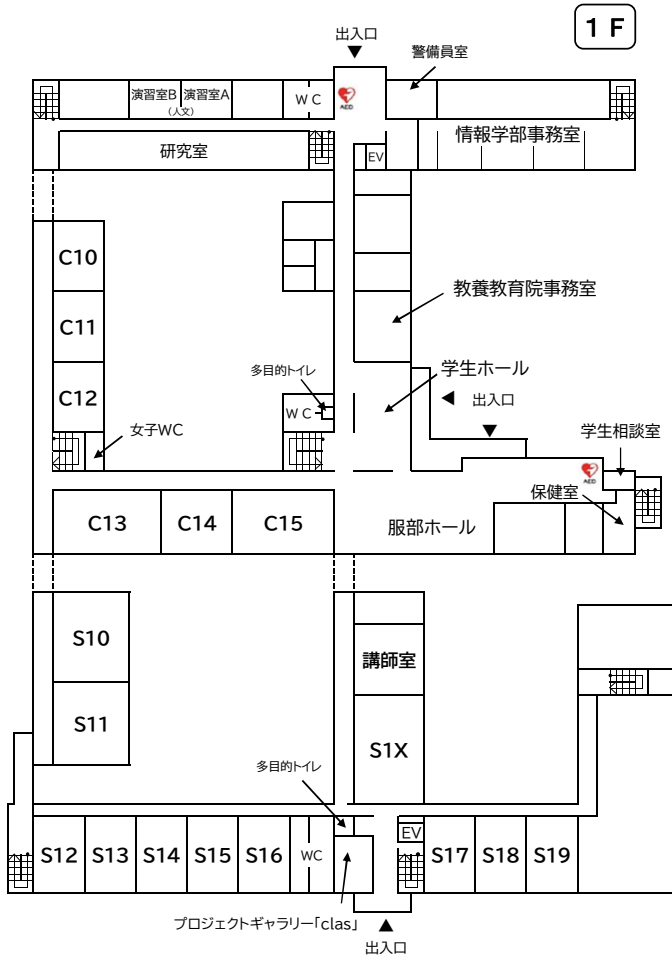 1 F
出入口
警備員室
演習室B 演習室A
(人文)
W C
AED
情報学部事務室
研究室
EV
C10
教養教育院事務室
C11
多目的トイレ
学生ホール
C12
W C
出入口
女子WC
学生相談室
AED
保健室
C13
C14
C15
服部ホール
S10
講師室
S11
S1X
多目的トイレ
EV
S12
S13
S14
S15
S16
WC
S17
S18
S19
プロジェクトギャラリー「clas」
出入口